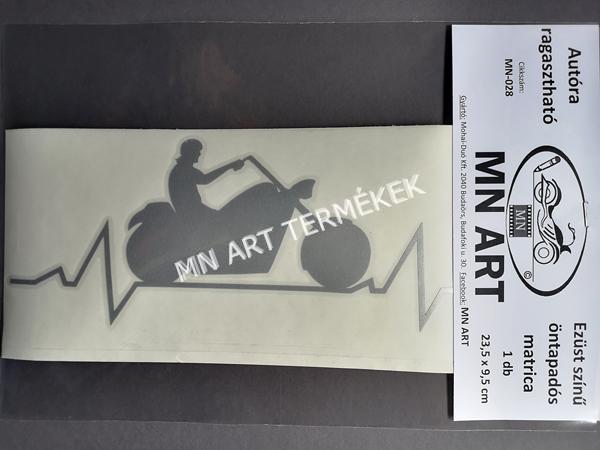 Autóra
ragasztható
Cikkszám:
MN-028
MN
©
Ezüst színű
öntapadós
matrica
1 db
23,5 x 9,5 cm
MN ART
Gyártó: Mohai-Duó Kft. 2040 Budaörs, Budafoki u. 30. Facebook: MN ART
MN ART TERMÉKEK